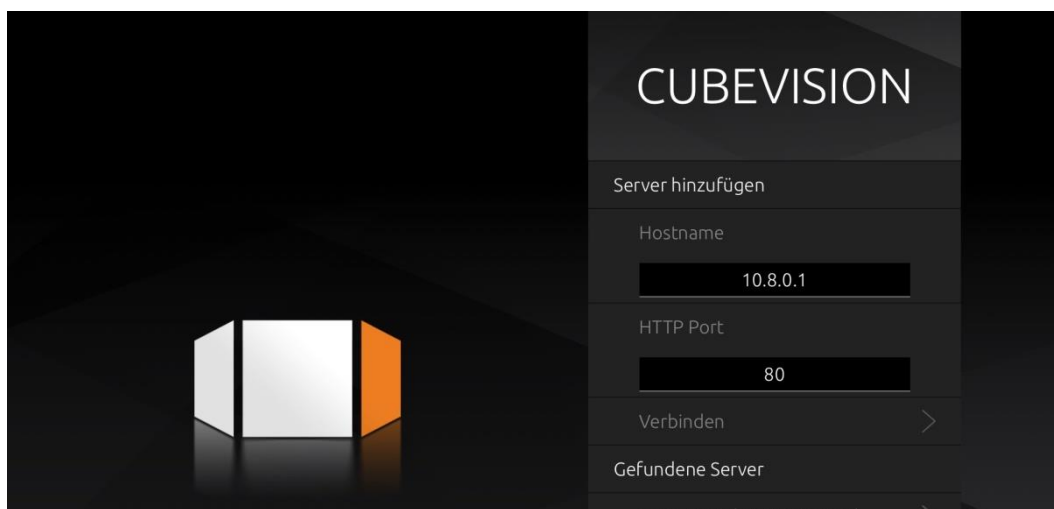 CUBEVISION
Server hinzufügen
Hostname
10.8.0.1
HTTP Port
80
Verbinden
Gefundene Server